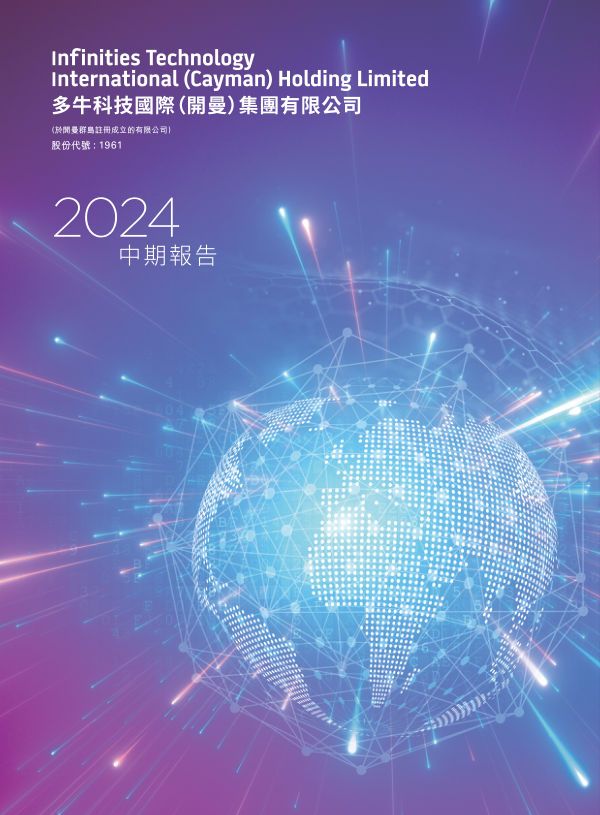 Infinities Technology
International (Cayman) Holding Limited
多牛科技國際（開曼）集團有限公司
(於開曼群島註冊成立的有限公司)
股份代號 : 1961
2024
中期報告